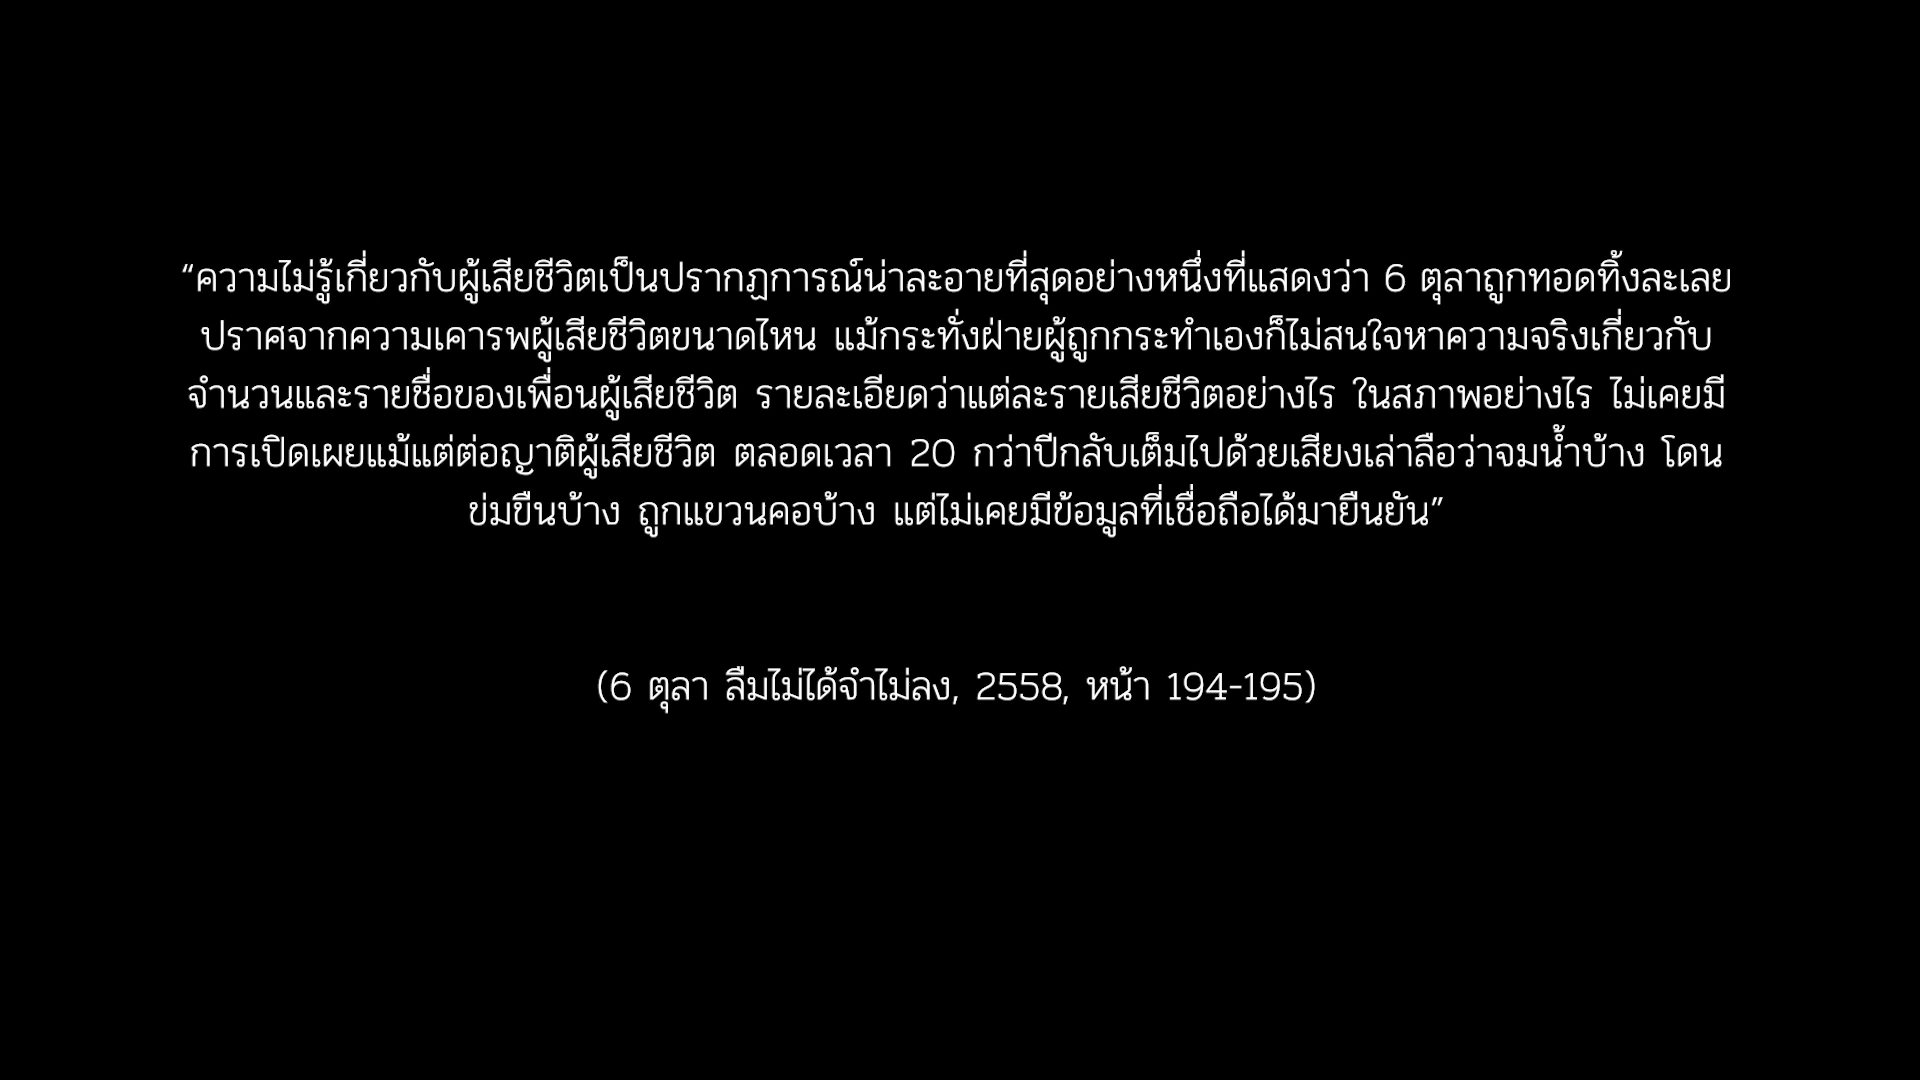 “ความไม่รู้เกี่ยวกับผู้เสียชีวิตเป็นปรากฏการณ์น่าละอายที่สุดอย่างหนึ่งที่แสดงว่า 6 ตุลาถูกทอดทิ้งละเลย
ปราศจากความเคารพผู้เสียชีวิตขนาดไหน แม้กระทั่งฝ่ายผู้ถูกกระทำเองก็ไม่สนใจหาความจริงเกี่ยวกับ
จำนวนและรายชื่อของเพื่อนผู้เสียชีวิต รายละเอียดว่าแต่ละรายเสียชีวิตอย่างไร ในสภาพอย่างไร ไม่เคยมี
การเปิดเผยแม้แต่ต่อญาติผู้เสียชีวิต ตลอดเวลา 20 กว่าปีกลับเต็มไปด้วยเสียงเล่าลือว่าจมน้ำบ้าง โดน
ข่มขืนบ้าง ถูกแขวนคอบ้าง แต่ไม่เคยมีข้อมูลที่เชื่อถือได้มายืนยัน”
(6 ตุลา ลืมไม่ได้จำไม่ลง, 2558, หน้า 194-195)